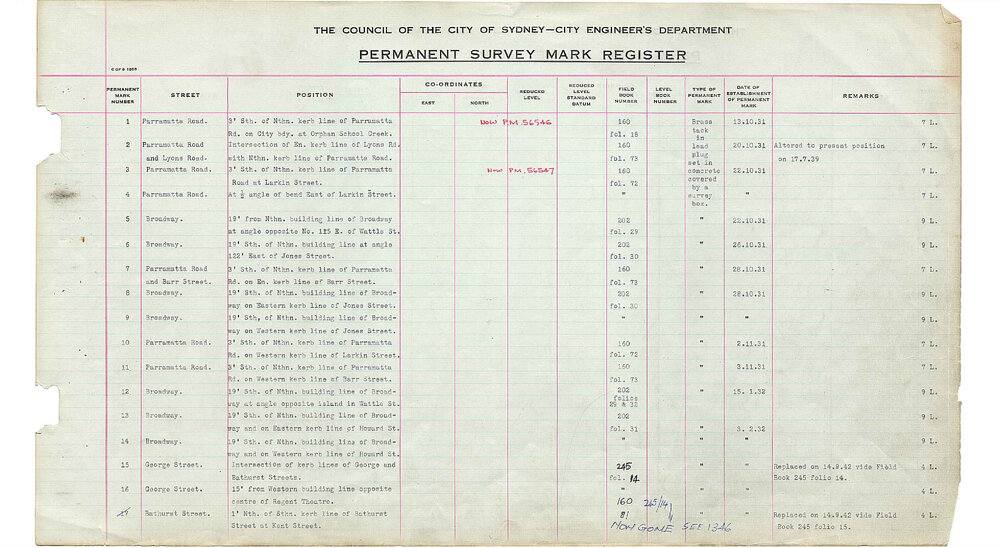 THE COUNCIL OF THE CITY OF SYDNEY—CITY ENGINEER'S DEPARTMENT
PERMANENT SURVEY MARK REGISTER
PERMANENT MARK NUMBER STREET POSITION CO-ORDINATES EAST NORTH REDUCED LEVEL REDUCED LEVEL STANDARD DATUM FIELD BOOK NUMBER LEVEL BOOK NUMBER TYPE OF PERMANENT MARK DATE OF ESTABLISHMENT OF PERMANENT MARK REMARKS
1 Parramatta Road. 3' Sth. of Nthn. kerb line of Parramatta NOW P.M. 56546 160 Brass 13.10.31 7 L.
Rd. on City bdy. at Orphan School Creek. fol. 18 tack in
2 Parramatta Road Intersection of En. kerb line of Lyons Rd. 160 lead 20.10.31 Altered to present position 7 L.
and Lyons Road. with Nthn. kerb line of Parramatta Road. fol. 73 plug set in on 17.7.39
3 Parramatta Road. 3' Sth. of Nthn. kerb line of Parramatta NOW P.M. 56547 160 concrete 22.10.31 7 L.
Road at Larkin Street. fol. 72 covered by a
4 Parramatta Road. At ½ angle of bend East of Larkin Street. " survey box. " 7 L.
5 Broadway. 19' from Nthn. building line of Broadway 202 " 22.10.31 9 L.
at angle opposite No. 125 E. of Wattle St. fol. 29
6 Broadway. 19' Sth. of Nthn. building line at angle 202 " 26.10.31 9 L.
122' East of Jones Street. fol. 30
7 Parramatta Road 3' Sth. of Nthn. kerb line of Parramatta 160 " 28.10.31 7 L.
and Barr Street. Rd. on En. kerb line of Barr Street. fol. 73
8 Broadway. 19' Sth. of Nthn. building line of Broad- 202 " 28.10.31 9 L.
way on Eastern kerb line of Jones Street. fol. 30
9 Broadway. 19' Sth, of Nthn, building line of Broad- " " " 9 L.
way on Western kerb line of Jones Street.
10 Parramatta Road. 3' Sth. of Nthn. kerb line of Parramatta 160 " 2.11.31 7 L.
Rd. on Western kerb line of Larkin Street. fol. 72
11 Parramatta Road. 3' Sth. of Nthn. kerb line of Parramatta 160 " 3.11.31 7 L.
Rd. on Western kerb line of Barr Street. fol. 73
12 Broadway. 19' Sth. of Nthn. building line of Broad- 202 " 15. 1.32 9 L.
way at angle opposite island in Wattle St. folios 29 & 32
13 Broadway. 19' Sth. of Nthn. building line of Broad- 202 "
way and on Eastern kerb line of Howard St. fol. 31 3. 2.32 9 L.
14 Broadway. 19' Sth. of Nthn. building line of Broad- " " " 9 L.
way and on Western kerb line of Howard St.
15 George Street. Intersection of kerb lines of George and 245 " " Replaced on 14.9.42 vide Field 4 L.
Bathurst Streets. fol. 14 Book 245 folio 14.
16 George Street. 15' from Western building line opposite " " " 4 L.
centre of Regent Theatre. 160 245/14
17 Bathurst Street. 1' Nth. of Sthn. kerb line of Bathurst 81 " " Replaced on 14.9.42 vide Field 4 L.
Street at Kent Street. NOW GONE SEE 1346 Book 245 folio 15.